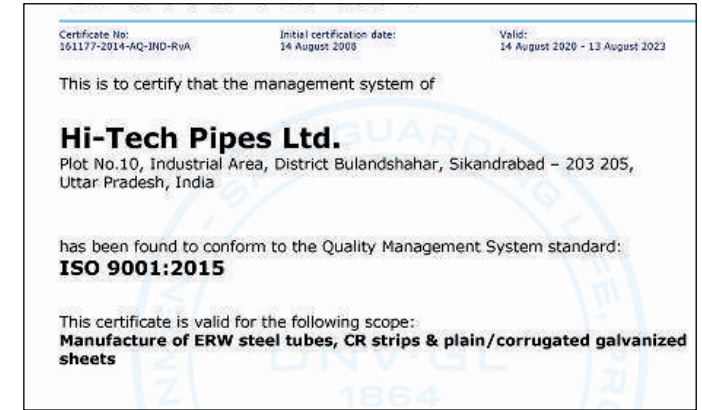 Certificate No:
161177-2014-AQ-IND-RvA
Initial certification date:
14 August 2008
Valid:
14 August 2020 - 13 August 2023
This is to certify that the management system of
Hi-Tech Pipes Ltd.
Plot No.10, Industrial Area, District Bulandshahar, Sikandrabad – 203 205,
Uttar Pradesh, India
has been found to conform to the Quality Management System standard:
ISO 9001:2015
This certificate is valid for the following scope:
Manufacture of ERW steel tubes, CR strips & plain/corrugated galvanized
sheets
DNV·GL
1864